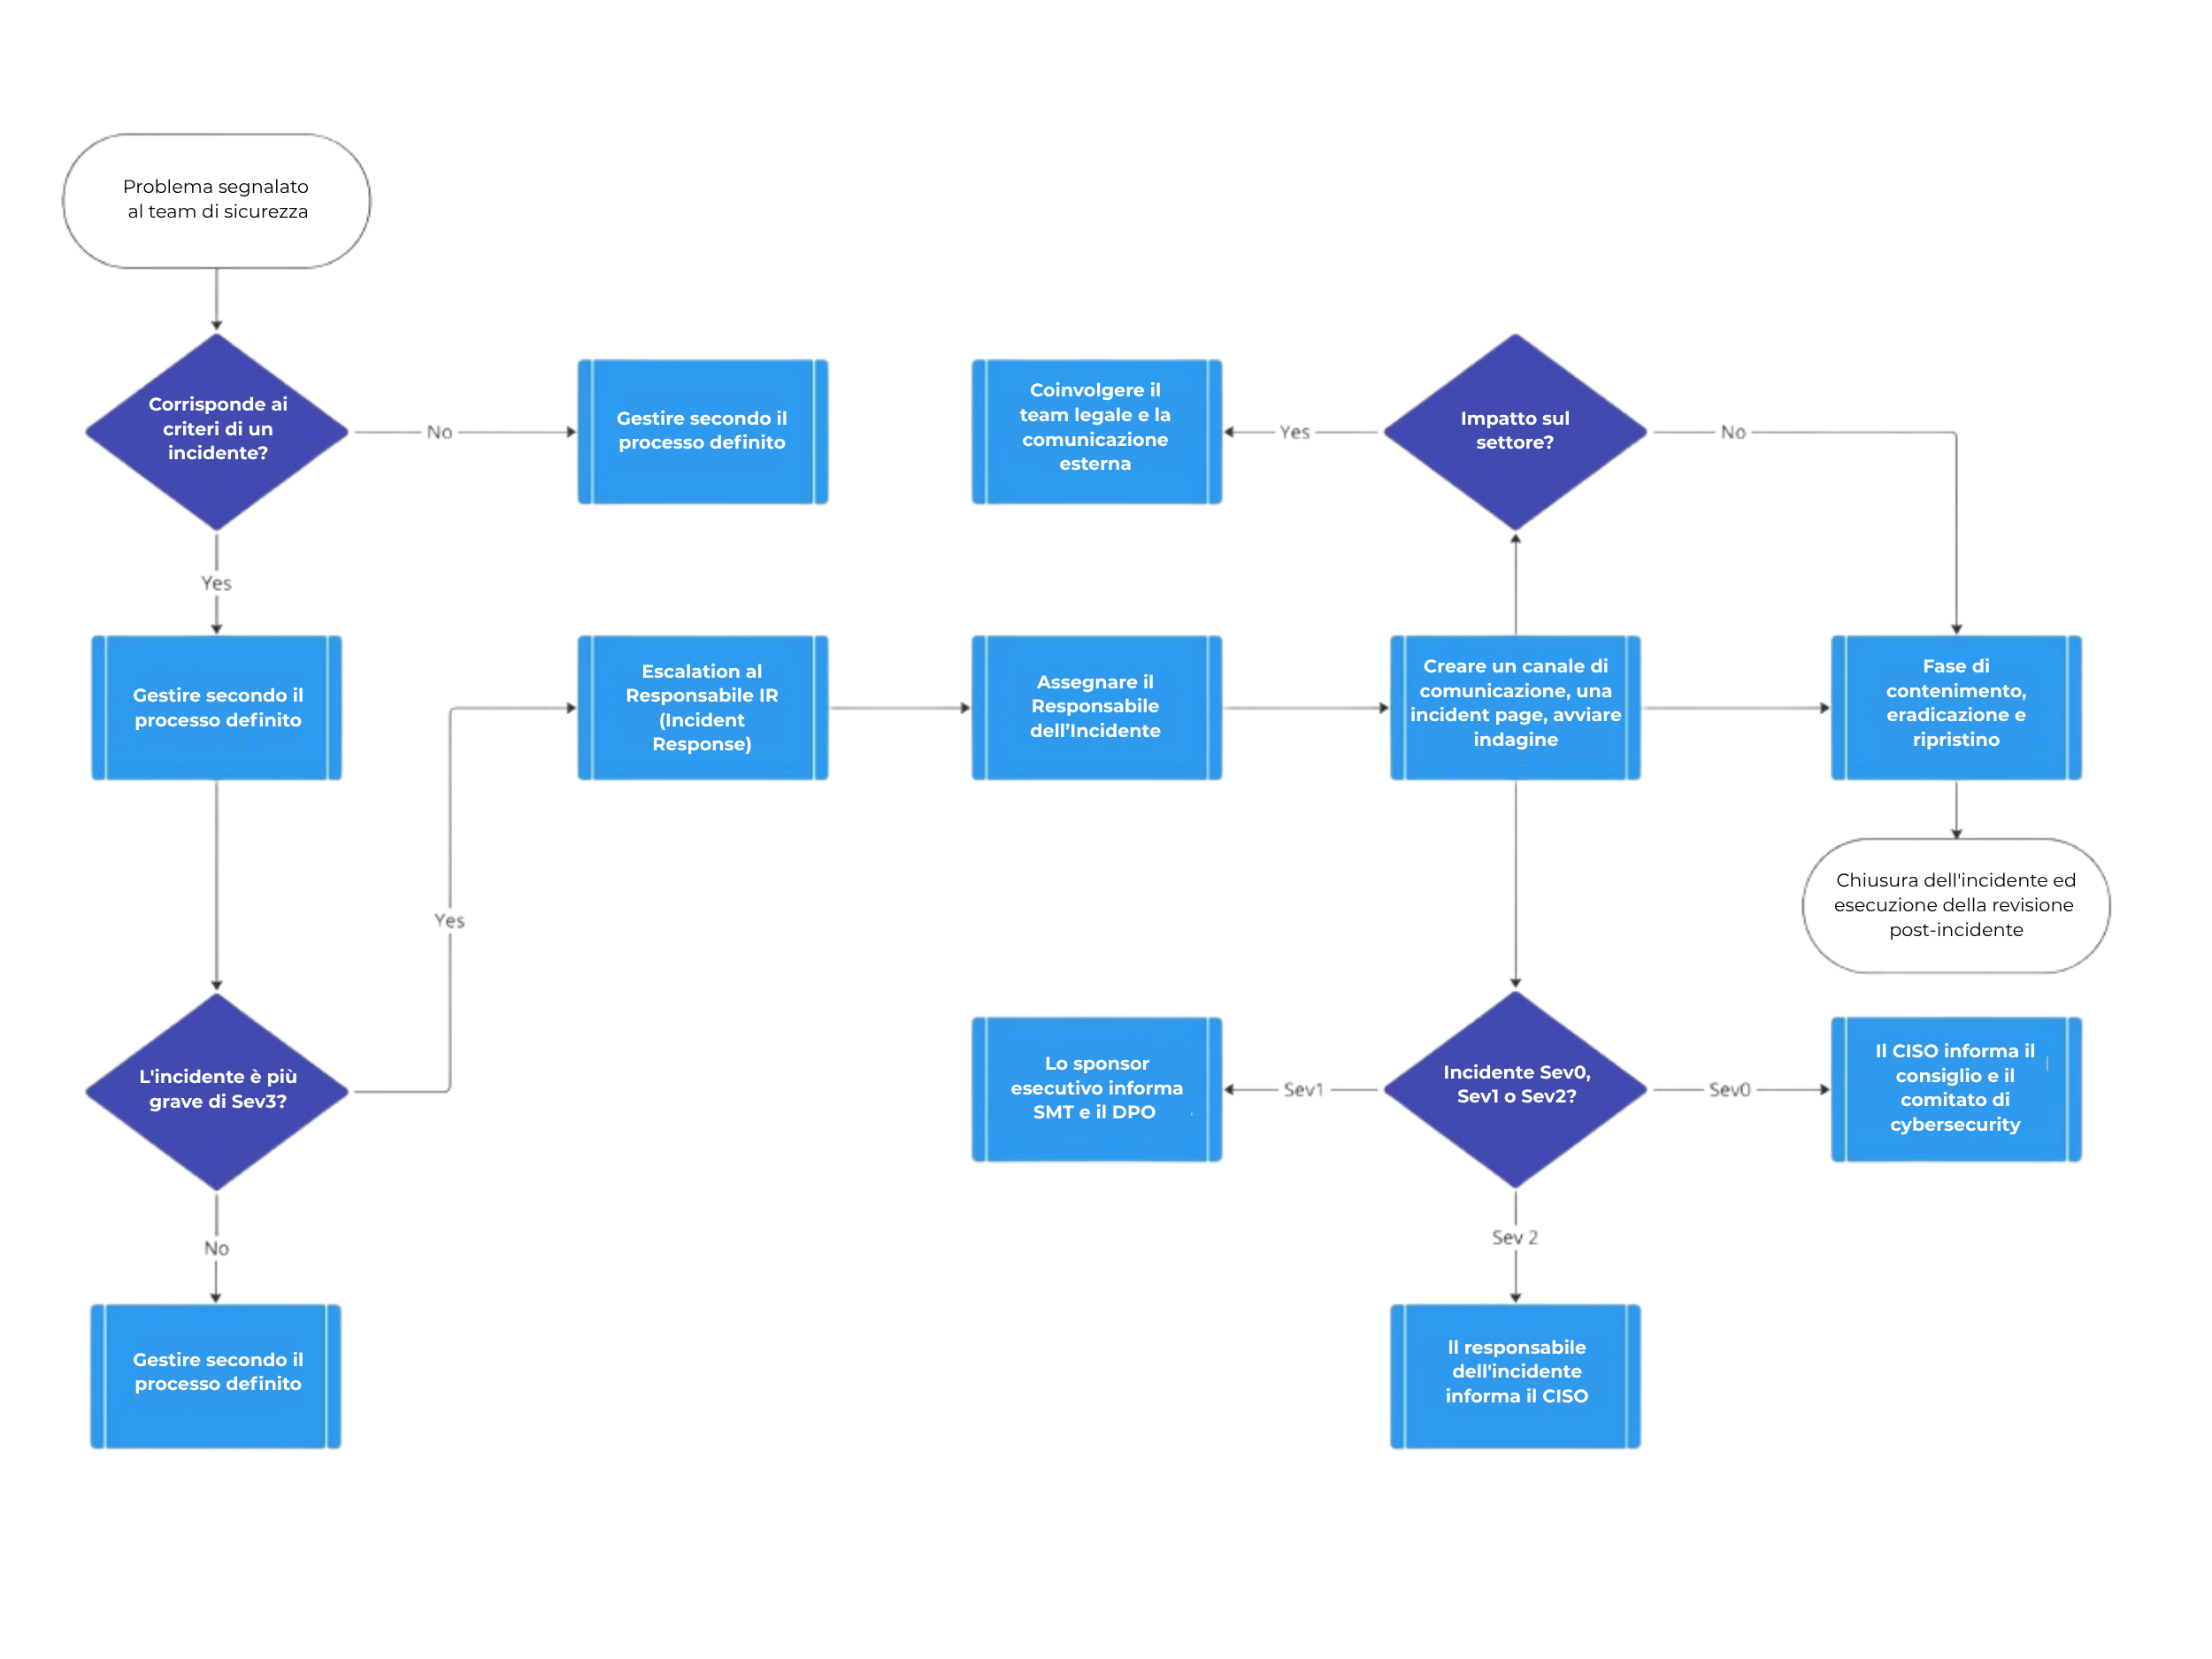 Problema segnalato
al team di sicurezza
Corrisponde ai
criteri di un
incidente?
No
Gestire secondo il
processo definito
Coinvolgere il
team legale e la
comunicazione
esterna
Yes
Impatto sul
settore?
No
Yes
Gestire secondo il
processo definito
Escalation al
Responsabile IR
(Incident
Response)
Assegnare il
Responsabile
dell’Incidente
Creare un canale di
comunicazione, una
incident page, avviare
indagine
Fase di
contenimento,
eradicazione e
ripristino
Yes
Chiusura dell'incidente ed
esecuzione della revisione
post-incidente
L'incidente è più
grave di Sev3?
Lo sponsor
esecutivo informa
SMT e il DPO
Sev1
Incidente Sev0,
Sev1 o Sev2?
Sev0
Il CISO informa il
consiglio e il
comitato di
cybersecurity
No
Sev 2
Gestire secondo il
processo definito
Il responsabile
dell'incidente
informa il CISO